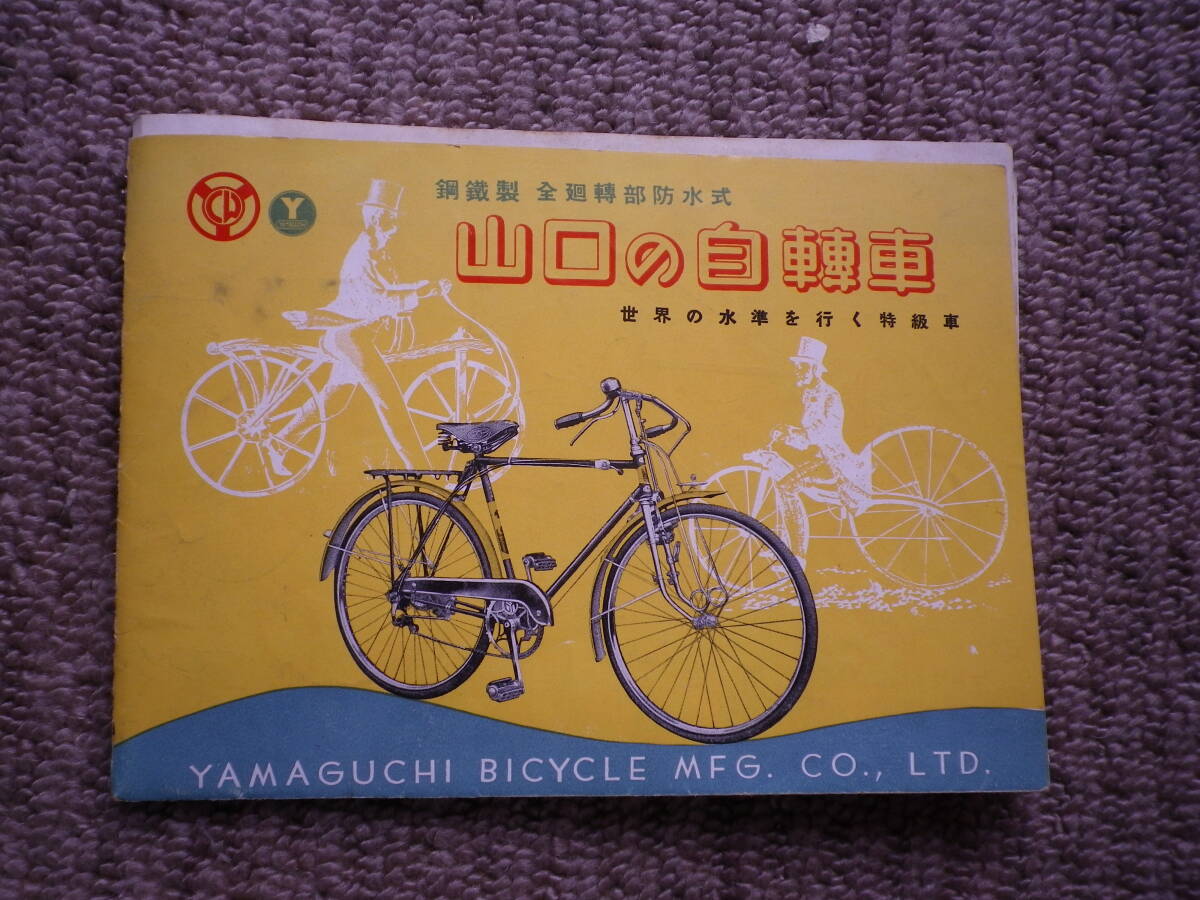 鋼鐵製 全廻轉部防水式
山口の自轉車
世界の水準を行く特級車
Y
YAMAGUCHI BICYCLE MFG. CO., LTD.